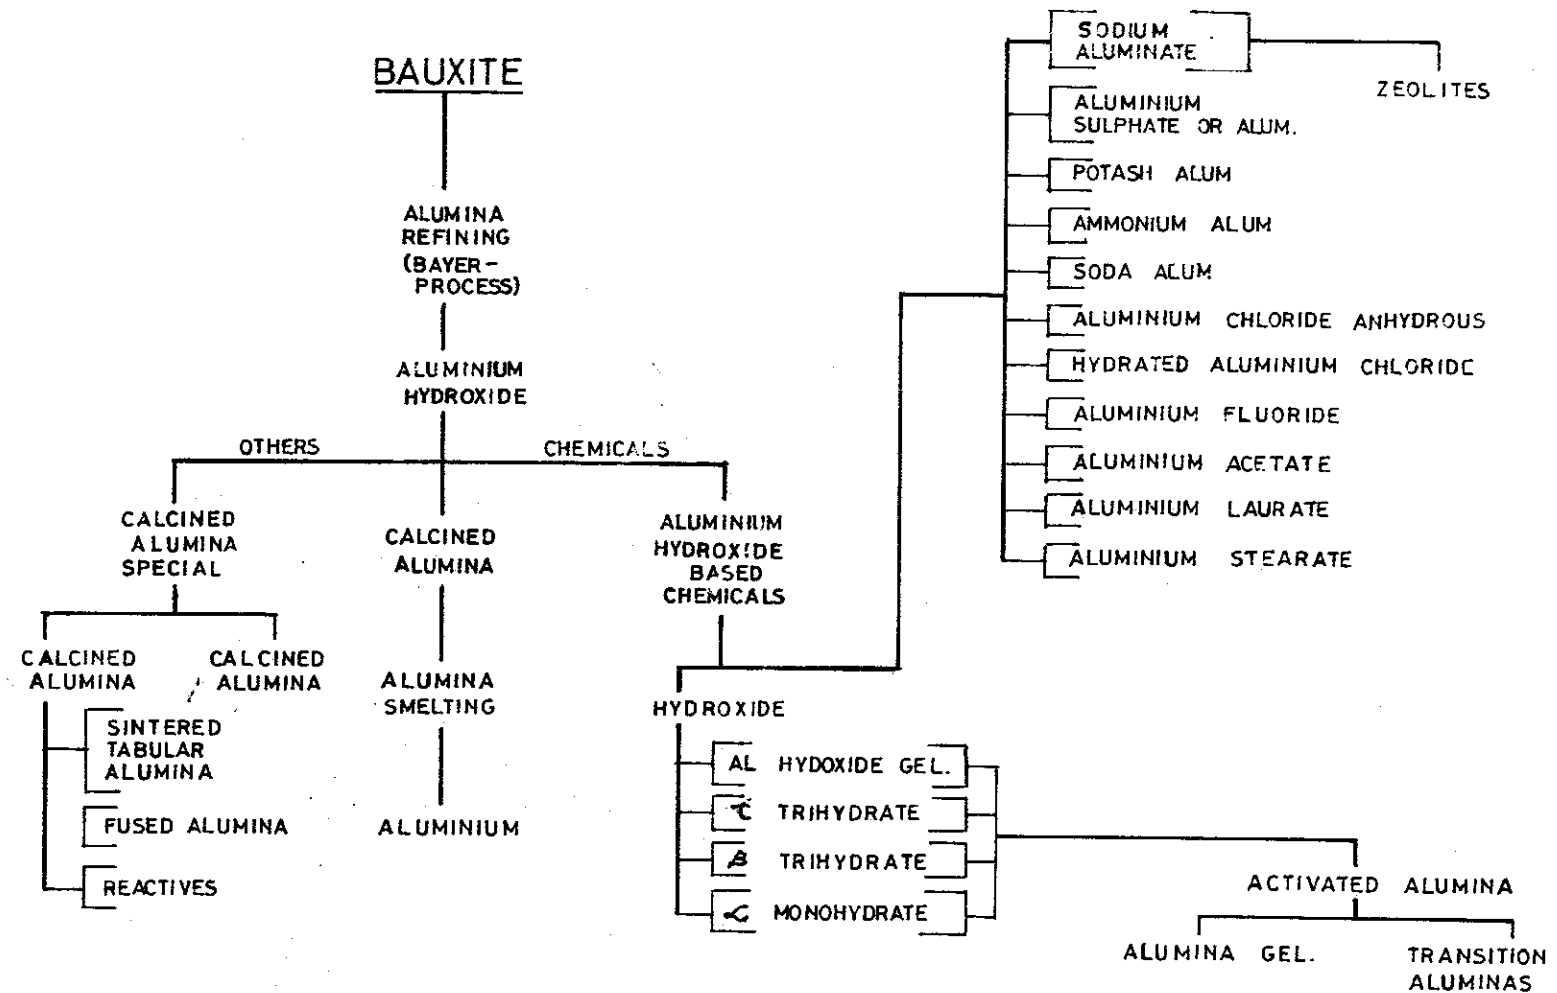 BAUXITE
ALUMINA
REFINING
(BAYER-
PROCESS)
ALUMINIUM
HYDROXIDE
OTHERS
CHEMICALS
CALCINED
ALUMINA
SPECIAL
CALCINED
ALUMINA
CALCINED
ALUMINA
SINTERED
TABULAR
ALUMINA
FUSED ALUMINA
REACTIVES
CALCINED
ALUMINA
ALUMINA
SMELTING
ALUMINIUM
ALUMINIUM
HYDROXIDE
BASED
CHEMICALS
HYDROXIDE
AL HYDOXIDE GEL.
TRIHYDRATE
β TRIHYDRATE
MONOHYDRATE
ACTIVATED ALUMINA
ALUMINA GEL.
TRANSITION
ALUMINAS
SODIUM
ALUMINATE
ZEOLITES
ALUMINIUM
SULPHATE OR ALUM.
POTASH ALUM
AMMONIUM ALUM
SODA ALUM
ALUMINIUM CHLORIDE ANHYDROUS
HYDRATED ALUMINIUM CHLORIDE
ALUMINIUM FLUORIDE
ALUMINIUM ACETATE
ALUMINIUM LAURATE
ALUMINIUM STEARATE